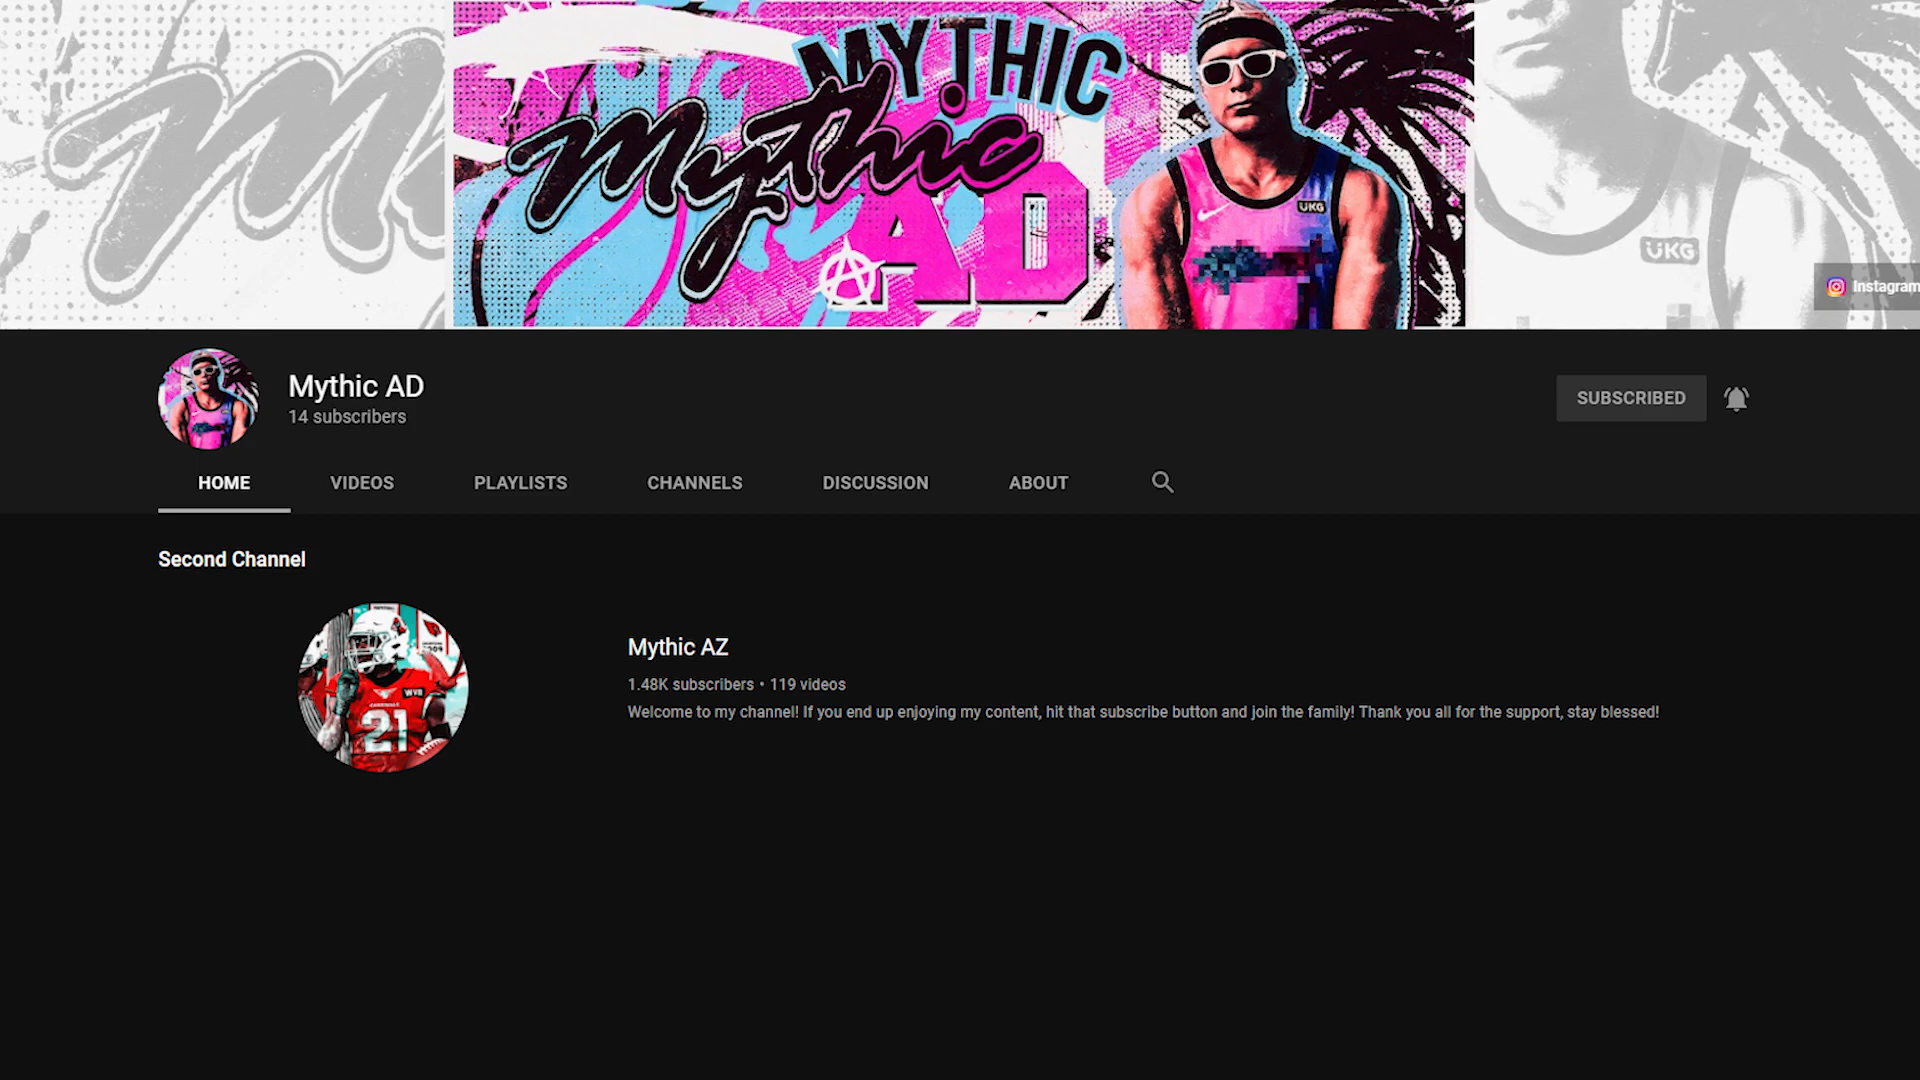 MYTHIC
Mythic
AD
UKG
UKG
Instagram
Mythic AD
14 subscribers
SUBSCRIBED
HOME
VIDEOS
PLAYLISTS
CHANNELS
DISCUSSION
ABOUT
Second Channel
WVB
21
Mythic AZ
1.48K subscribers • 119 videos
Welcome to my channel! If you end up enjoying my content, hit that subscribe button and join the family! Thank you all for the support, stay blessed!